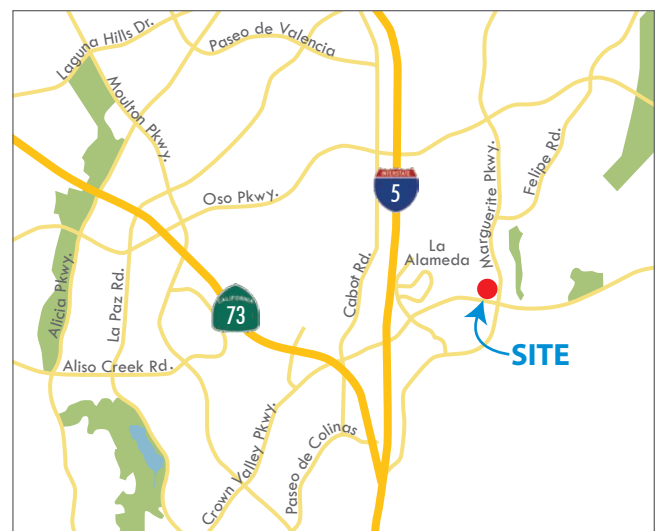 Laguna Hills Dr.
Paseo de Valencia
Moulton Pkwy.
Oso Pkwy.
INTERSTATE
5
Marguerite Pkwy.
Felipe Rd.
La
Alameda
Cabot Rd.
Alicia Pkwy.
La Paz Rd.
CALIFORNIA
73
SITE
Aliso Creek Rd.
Crown Valley Pkwy.
Paseo de Colinas